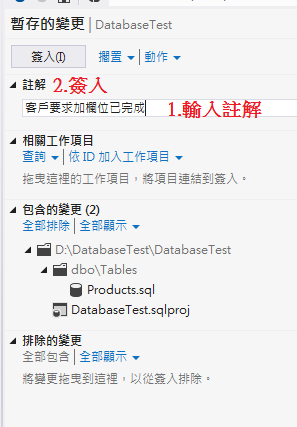 暫存的變更 | DatabaseTest
簽入(I) 擱置 動作
註解 2.簽入
客戶要求加欄位已完成 1.輸入註解
相關工作項目
查詢 | 依 ID 加入工作項目
拖曳這裡的工作項目，將項目連結到簽入。
包含的變更 (2)
全部排除 | 全部顯示
D:\DatabaseTest\DatabaseTest
dbo\Tables
Products.sql
DatabaseTest.sqlproj
排除的變更
全部包含 | 全部顯示
將變更拖曳到這裡，以從簽入排除。